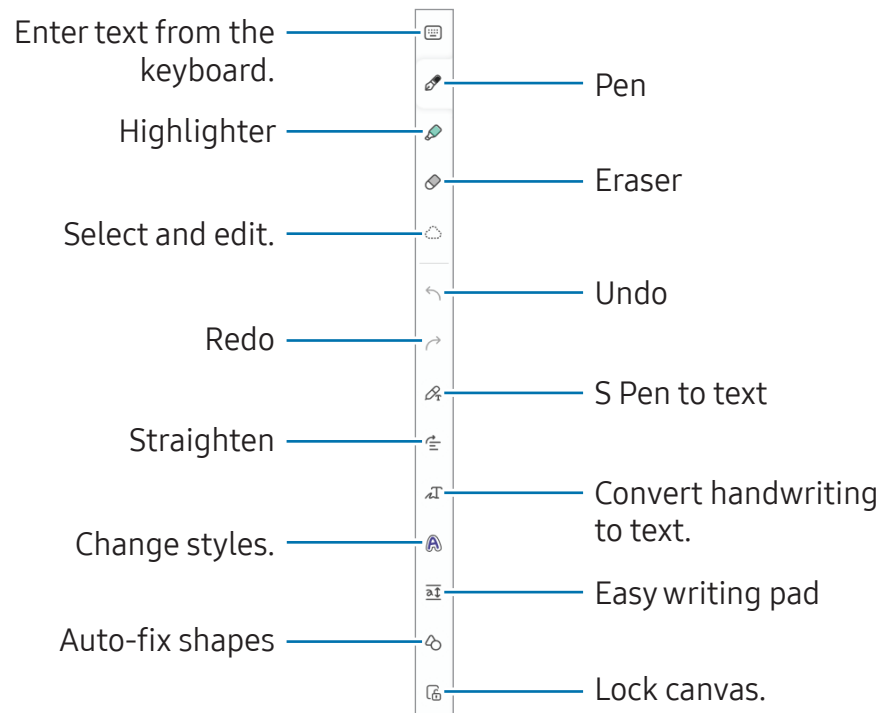 Enter text from the
keyboard.
Pen
Highlighter
Eraser
Select and edit.
Undo
Redo
S Pen to text
Straighten
Convert handwriting
to text.
Change styles.
Easy writing pad
Auto-fix shapes
Lock canvas.